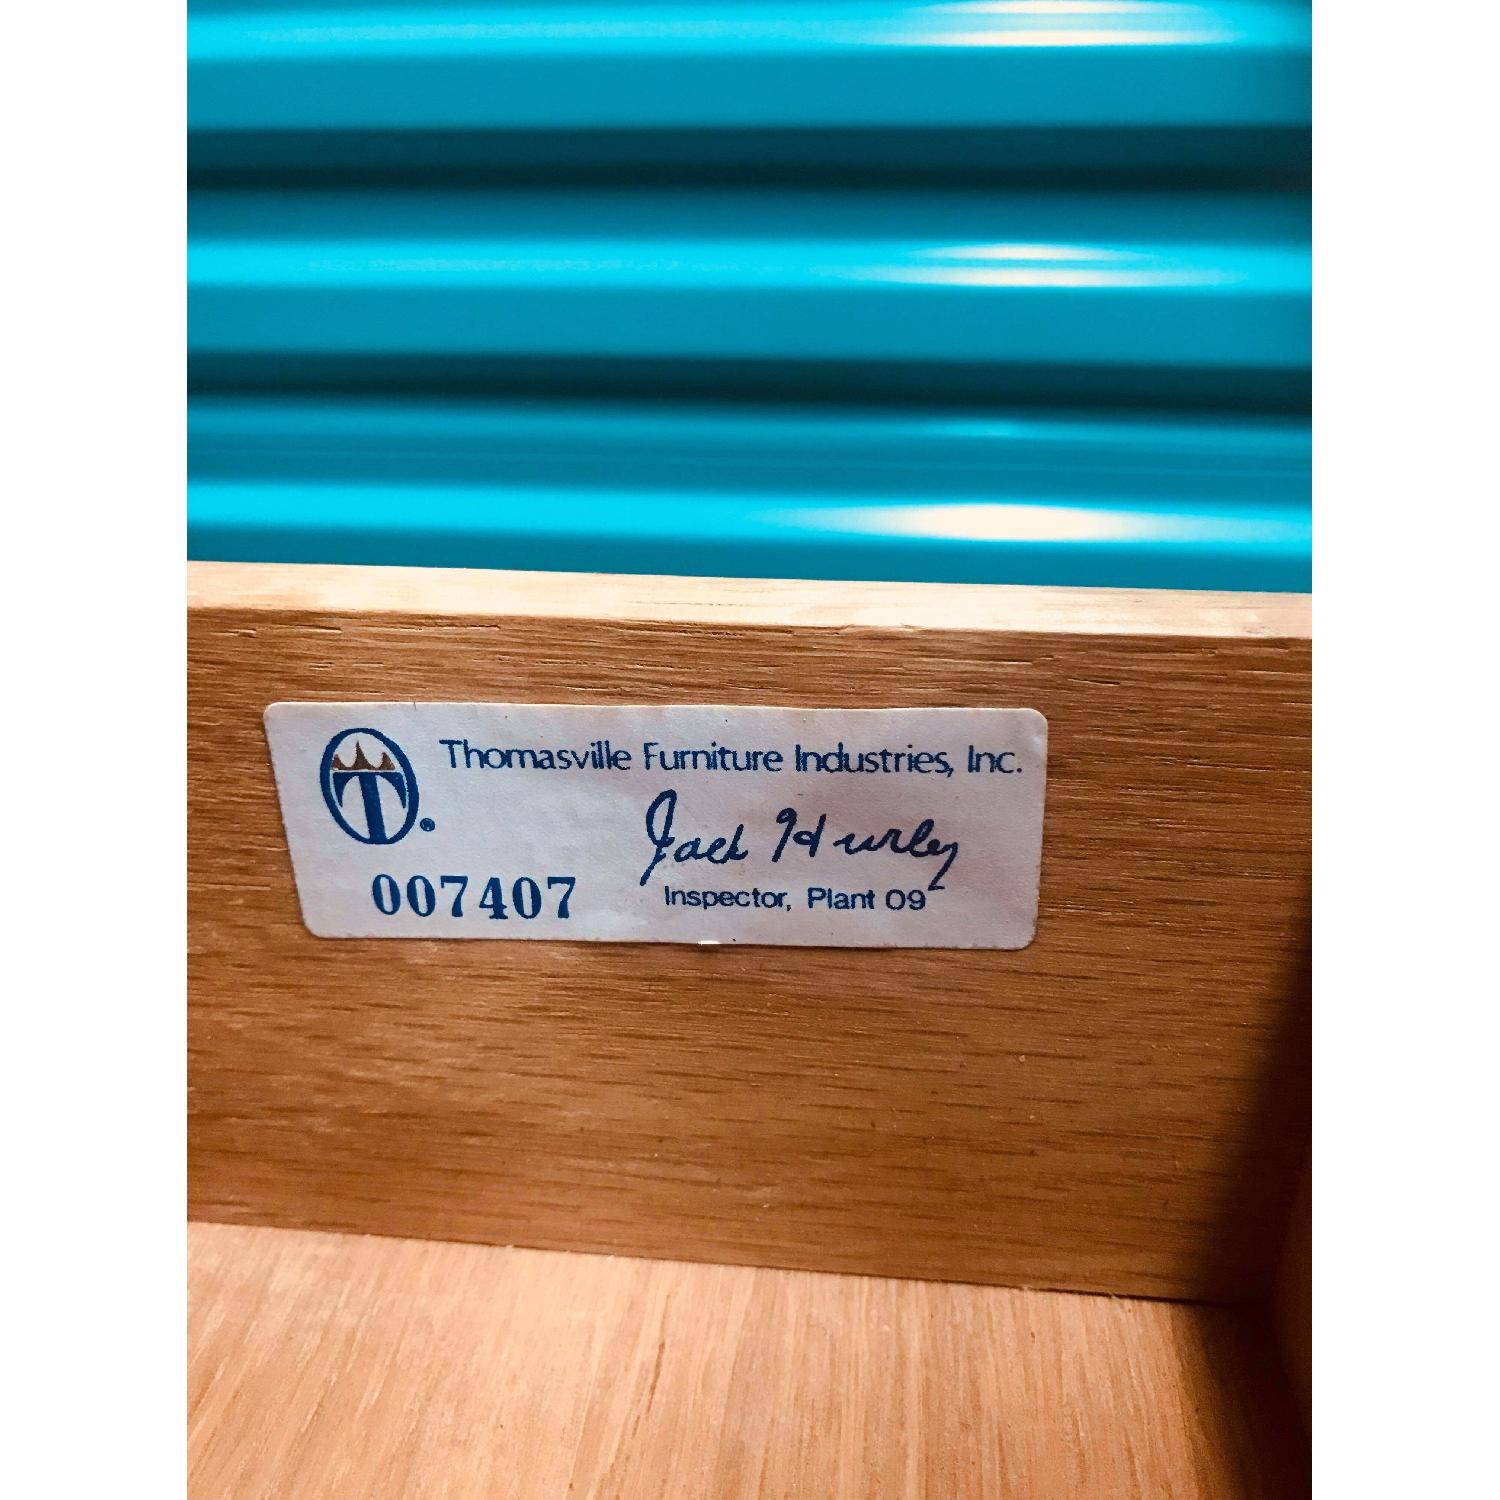 Thomasville Furniture Industries, Inc.
T®
Jack Hurley
007407
Inspector, Plant 09